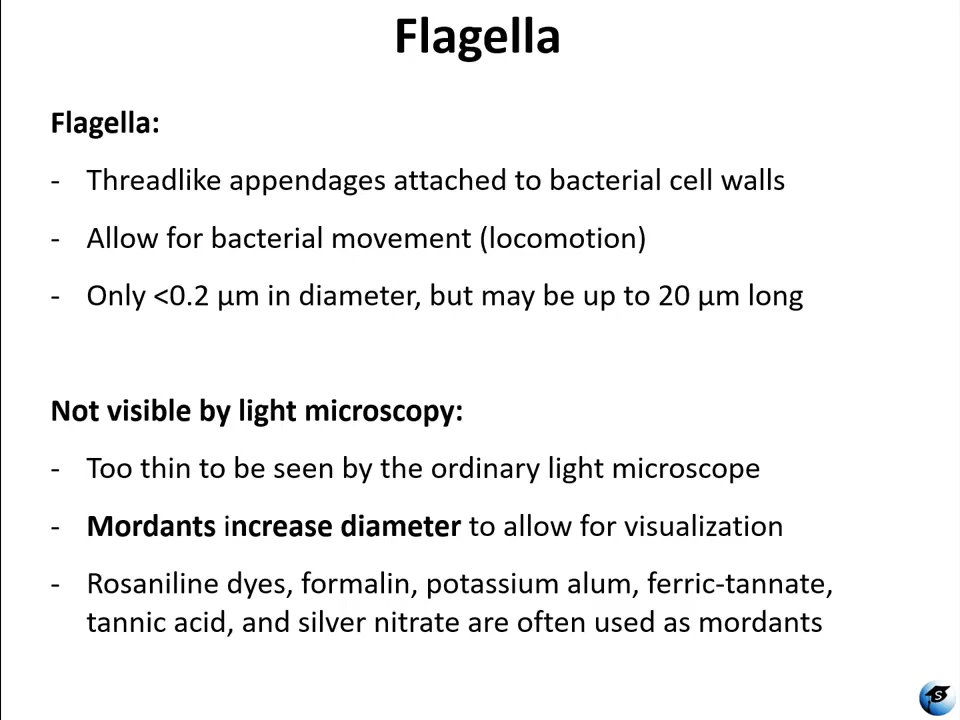 Flagella
Flagella:
- Threadlike appendages attached to bacterial cell walls
- Allow for bacterial movement (locomotion)
- Only <0.2 µm in diameter, but may be up to 20 µm long
Not visible by light microscopy:
- Too thin to be seen by the ordinary light microscope
- Mordants increase diameter to allow for visualization
- Rosaniline dyes, formalin, potassium alum, ferric-tannate,
tannic acid, and silver nitrate are often used as mordants
S